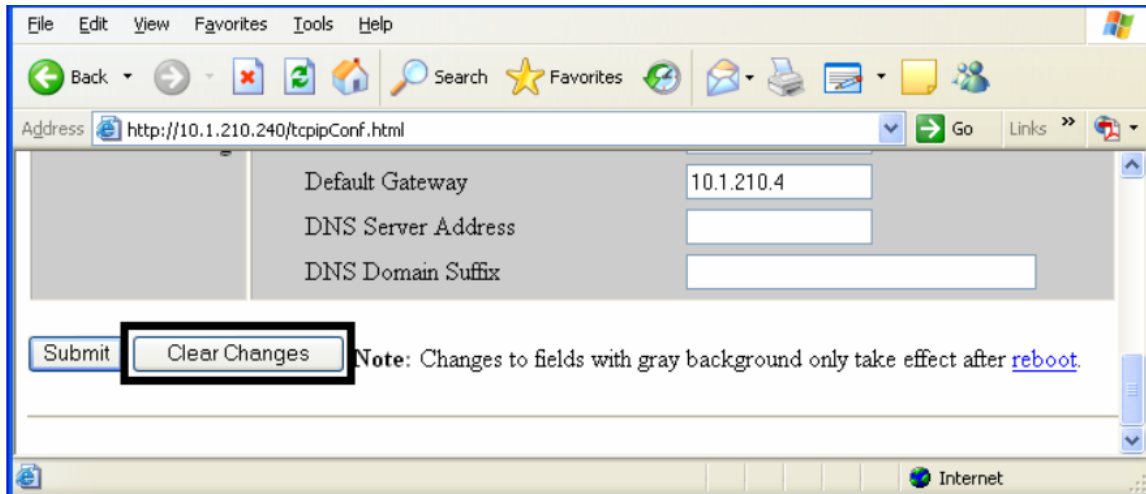 File Edit View Favorites Tools Help
Back Search Favorites
Address http://10.1.210.240/tcpipConf.html Go Links »
Default Gateway 10.1.210.4
DNS Server Address
DNS Domain Suffix
Submit Clear Changes Note: Changes to fields with gray background only take effect after reboot.
Internet